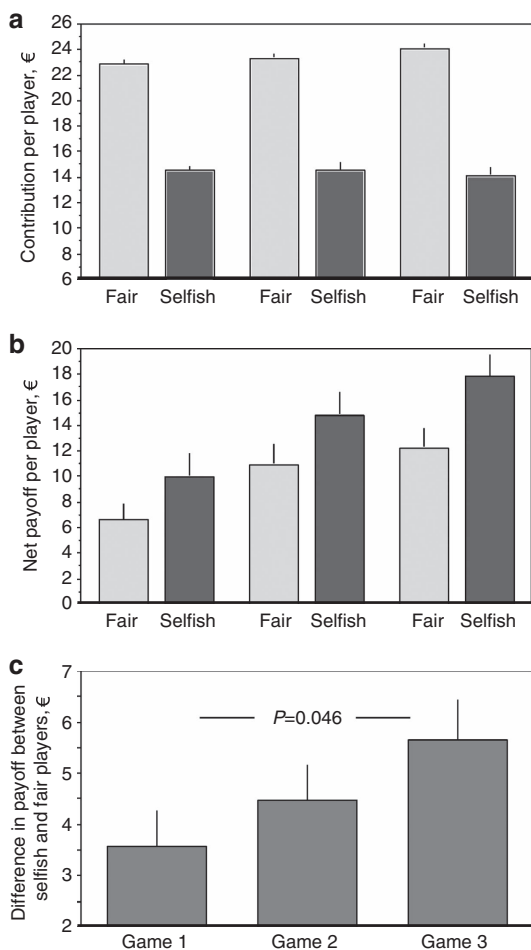 a
Contribution per player, €
26
24
22
20
18
16
14
12
10
8
6
Fair Selfish Fair Selfish Fair Selfish
b
Net payoff per player, €
20
18
16
14
12
10
8
6
4
2
0
Fair Selfish Fair Selfish Fair Selfish
c
Difference in payoff between
selfish and fair players, €
7
6
5
4
3
2
P=0.046
Game 1 Game 2 Game 3